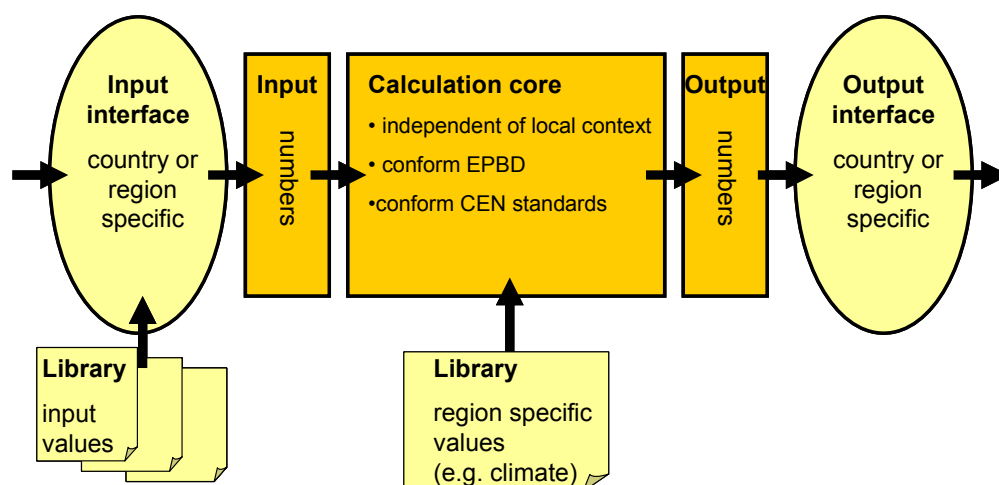 Input
interface
country or
region
specific
Input
numbers
Calculation core
• independent of local context
• conform EPBD
•conform CEN standards
Output
numbers
Output
interface
country or
region
specific
Library
input
values
Library
region specific
values
(e.g. climate)